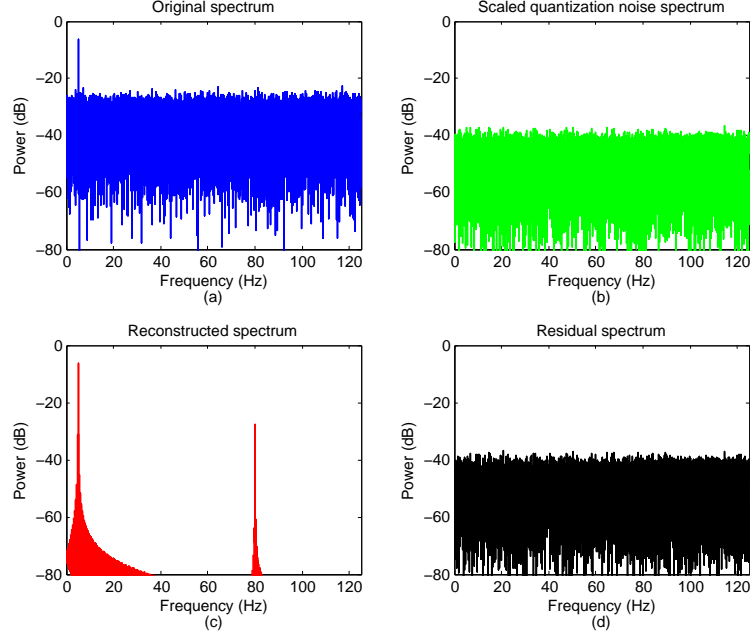 Original spectrum
0
−20
−40
−60
−80
Power (dB)
0 20 40 60 80 100 120
Frequency (Hz)
(a)
Scaled quantization noise spectrum
0
−20
−40
−60
−80
Power (dB)
0 20 40 60 80 100 120
Frequency (Hz)
(b)
Reconstructed spectrum
0
−20
−40
−60
−80
Power (dB)
0 20 40 60 80 100 120
Frequency (Hz)
(c)
Residual spectrum
0
−20
−40
−60
−80
Power (dB)
0 20 40 60 80 100 120
Frequency (Hz)
(d)